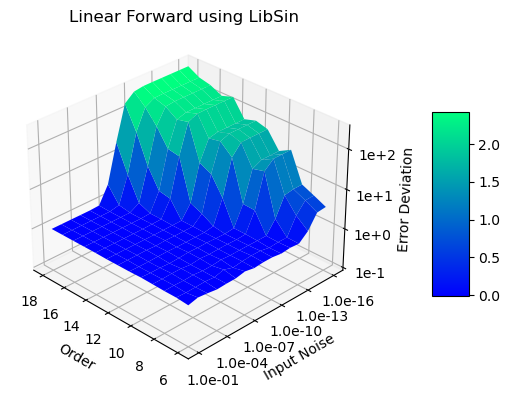 Linear Forward using LibSin
1e+2
1e+1
1e+0
1e-1
Error Deviation
2.0
1.5
1.0
0.5
0.0
18
16
14
12
10
8
6
Order
1.0e-16
1.0e-13
1.0e-10
1.0e-07
1.0e-04
1.0e-01
Input Noise